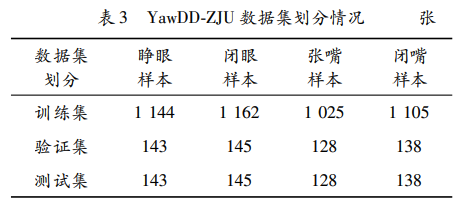 表 3 YawDD-ZJU 数据集划分情况 张
数据集划分 睁眼样本 闭眼样本 张嘴样本 闭嘴样本
训练集 1 144 1 162 1 025 1 105
验证集 143 145 128 138
测试集 143 145 128 138